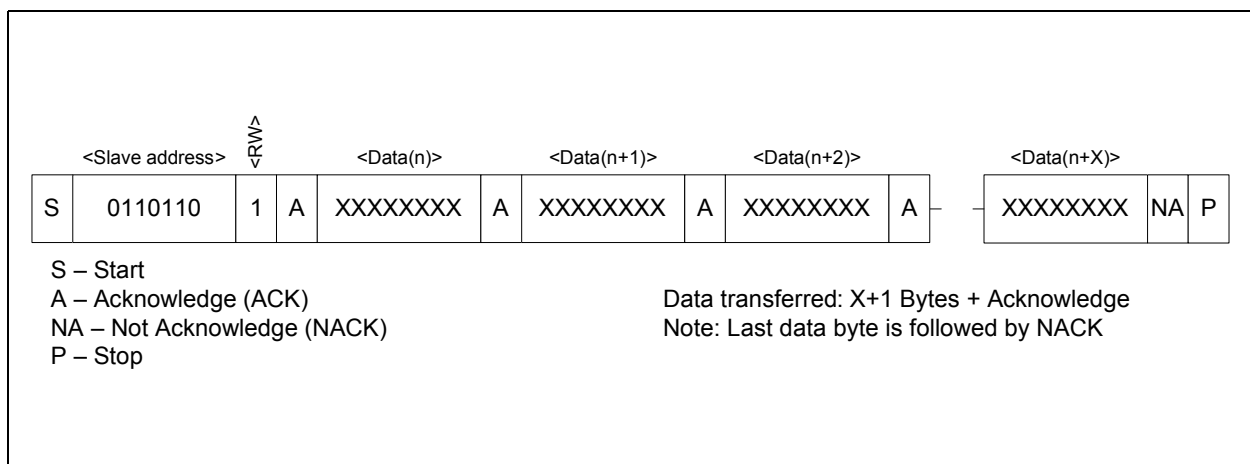 <Slave address> <RW> <Data(n)> <Data(n+1)> <Data(n+2)> <Data(n+X)>
S 0110110 1 A XXXXXXXX A XXXXXXXX A XXXXXXXX A XXXXXXXX NA P
S – Start
A – Acknowledge (ACK)
NA – Not Acknowledge (NACK)
P – Stop
Data transferred: X+1 Bytes + Acknowledge
Note: Last data byte is followed by NACK